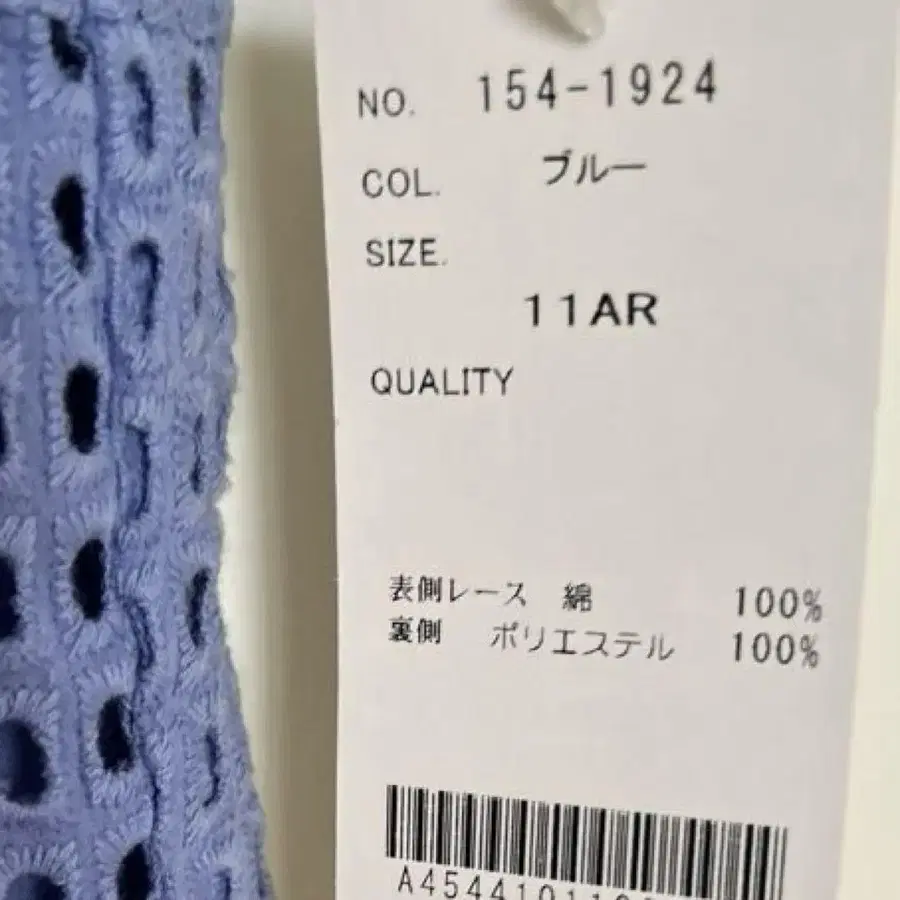 NO. 154-1924
COL. ブルー
SIZE.
11AR
QUALITY
表側レース 綿 100%
裏側 ポリエステル 100%